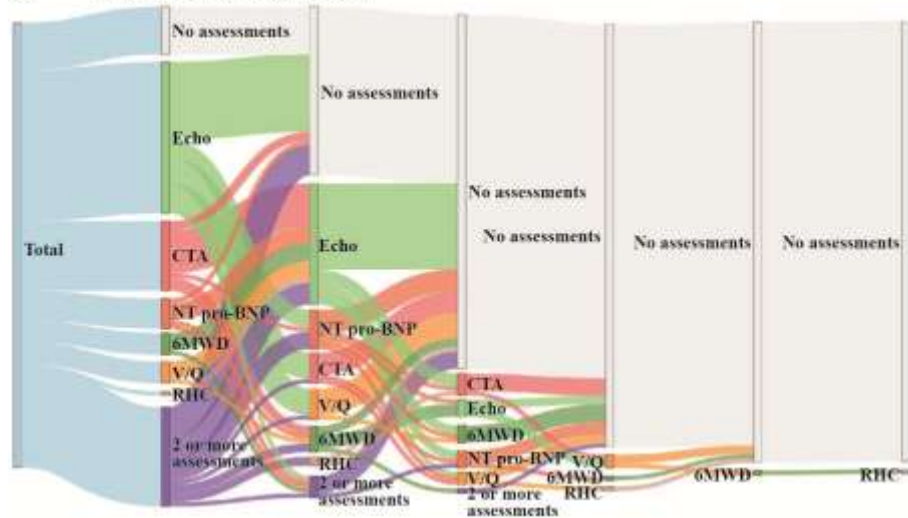 Total
No assessments
Echo
CTA
NT pro-BNP
6MWD
V/Q
RHC
2 or more
assessments
No assessments
Echo
NT pro-BNP
CTA
V/Q
6MWD
RHC
2 or more
assessments
No assessments
CTA
Echo
6MWD
NT pro-BNP
V/Q
2 or more
assessments
No assessments
V/Q
6MWD
RHC
No assessments
6MWD
No assessments
RHC